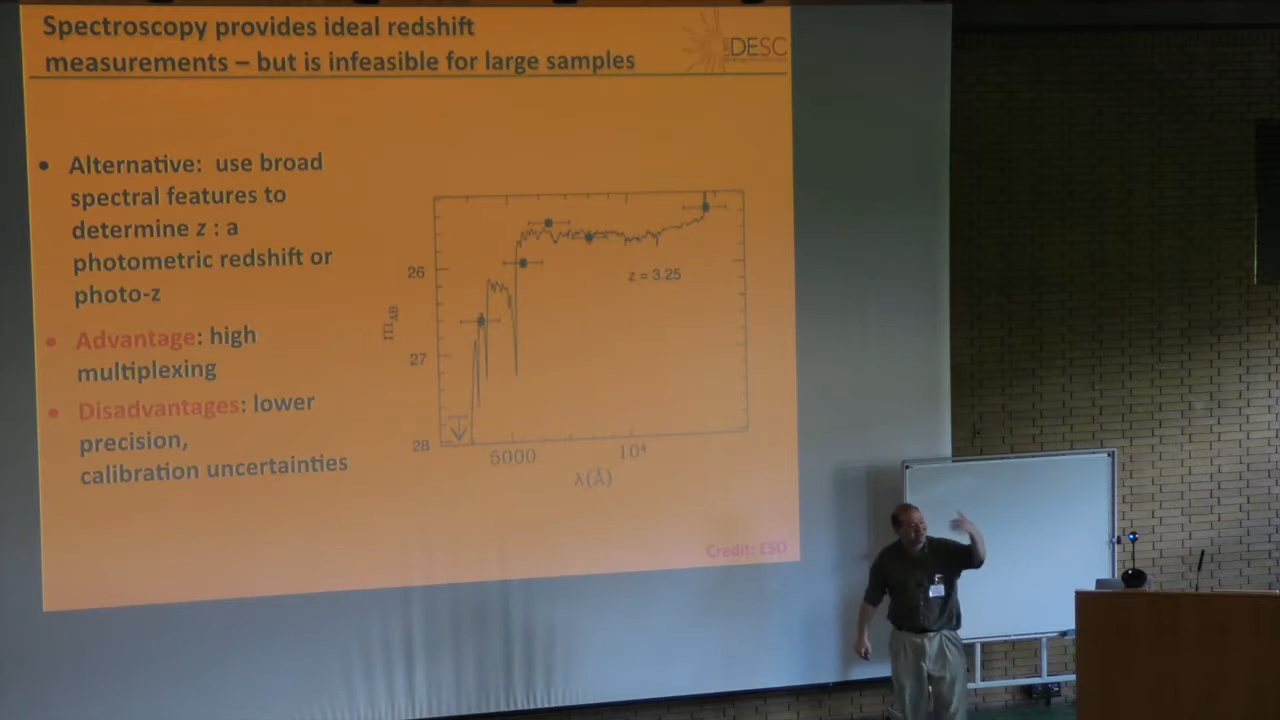 Spectroscopy provides ideal redshift
measurements – but is infeasible for large samples
DESC
• Alternative: use broad
spectral features to
determine z : a
photometric redshift or
photo-z
• Advantage: high
multiplexing
• Disadvantages: lower
precision,
calibration uncertainties
26
27
28
m_AB
z = 3.25
5000
10⁴
λ(Å)
Credit: ESO